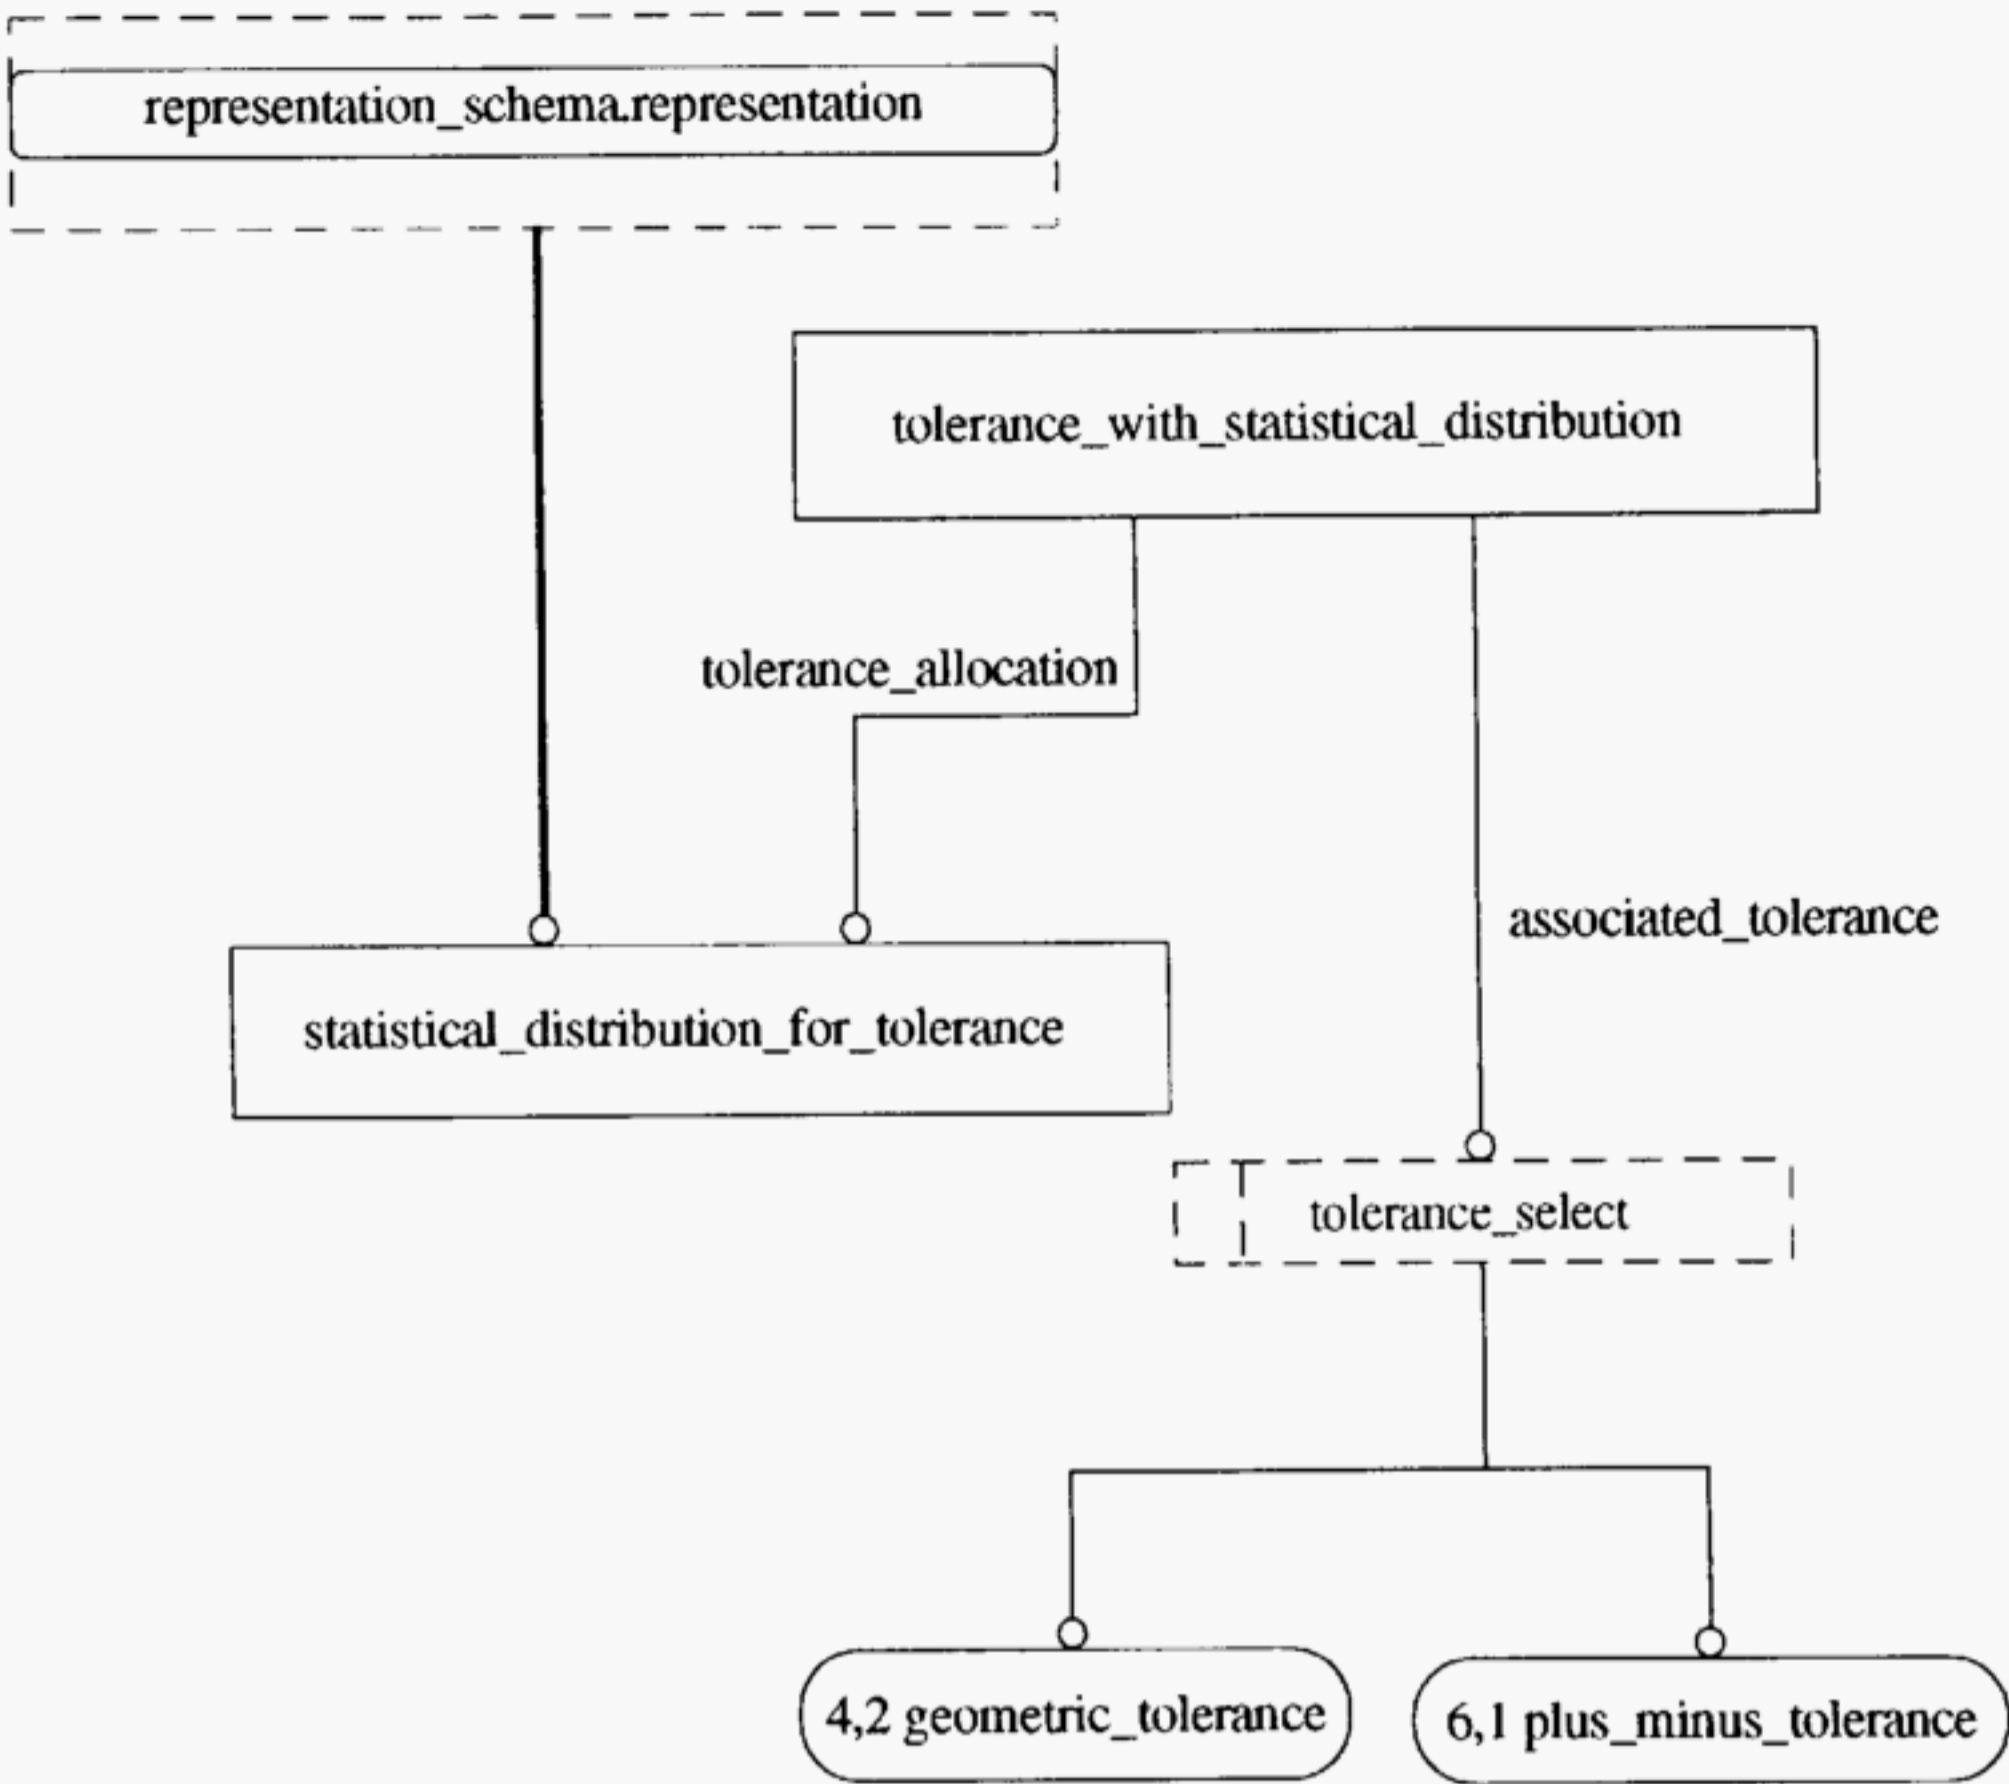 representation_schema.representation
tolerance_with_statistical_distribution
tolerance_allocation
associated_tolerance
statistical_distribution_for_tolerance
tolerance_select
4,2 geometric_tolerance
6,1 plus_minus_tolerance